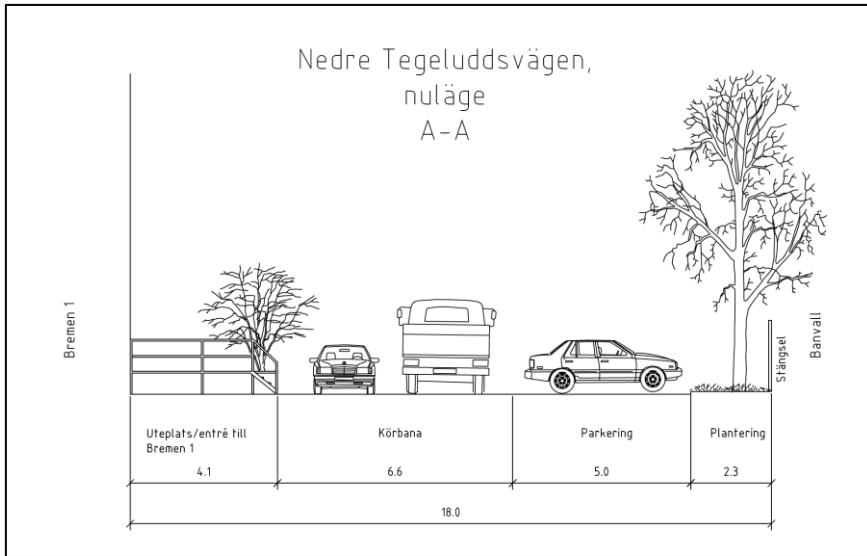 Nedre Tegeluddsvägen,
nuläge
A-A
Bremen 1
Stängsel
Banvall
Uteplats/entré till
Bremen 1
Körbana
Parkering
Plantering
4.1
6.6
5.0
2.3
18.0